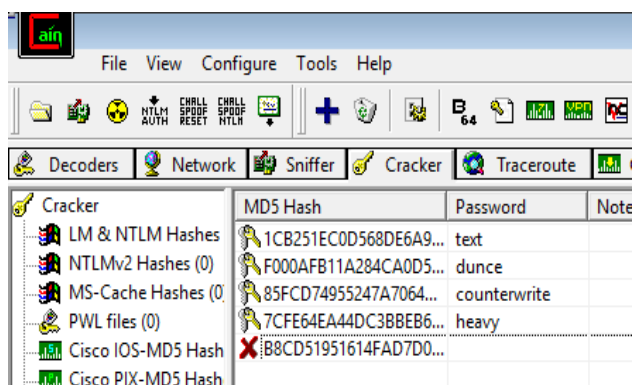 aín
File View Configure Tools Help
NTLM AUTH CHALL SPOOF RESET CHALL SPOOF NTLM B 64
Decoders Network Sniffer Cracker Traceroute
Cracker MD5 Hash Password Note
LM & NTLM Hashes 1CB251EC0D568DE6A9... text
NTLMv2 Hashes (0) F000AFB11A284CA0D5... dunce
MS-Cache Hashes (0 85FCD74955247A7064... counterwrite
PWL files (0) 7CFE64EA44DC3BBEB6... heavy
Cisco IOS-MD5 Hash B8CD51951614FAD7D0...
Cisco PIX-MD5 Hash